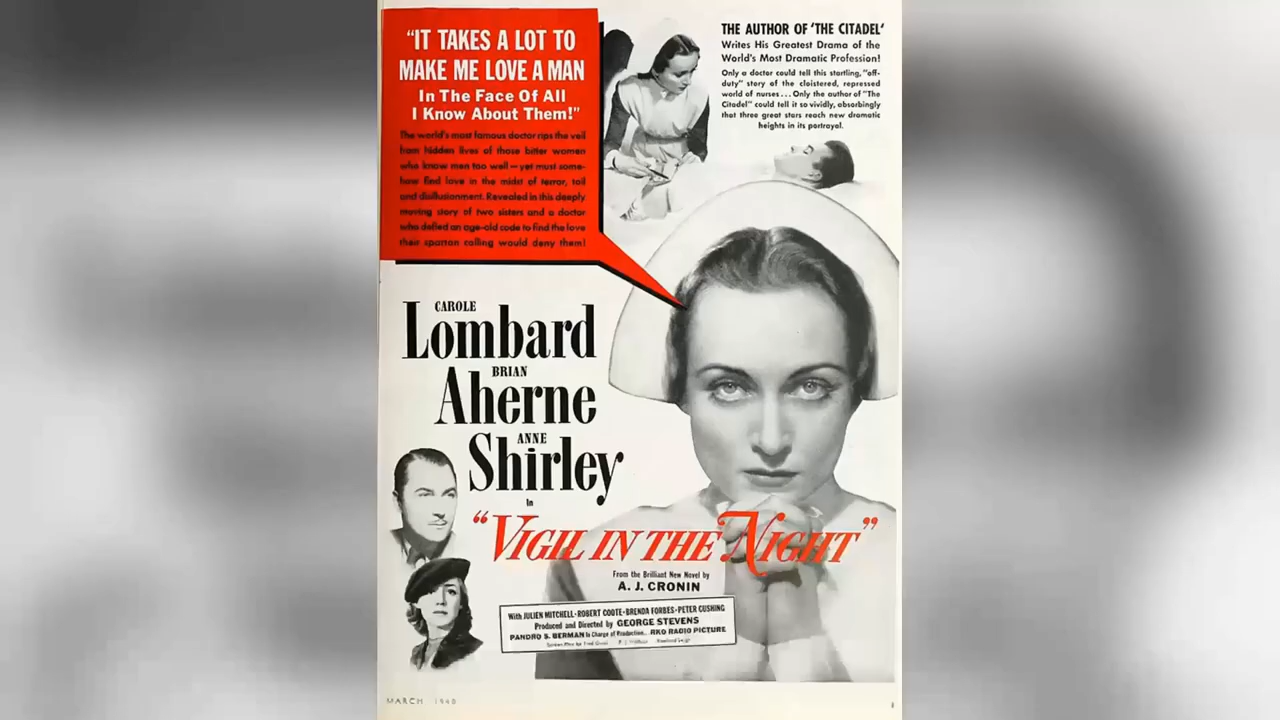 "IT TAKES A LOT TO
MAKE ME LOVE A MAN
In The Face Of All
I Know About Them!"
The world's most famous doctor rips the veil
from hidden lives of those bitter women
who know men too well — yet must some-
how find love in the midst of terror, toil
and disillusionment. Revealed in this deeply
moving story of two sisters and a doctor
who defied an age-old code to find the love
their spartan calling would deny them!
THE AUTHOR OF 'THE CITADEL'
Writes His Greatest Drama of the
World's Most Dramatic Profession!
Only a doctor could tell this startling, "off-
duty" story of the cloistered, repressed
world of nurses... Only the author of "The
Citadel" could tell it so vividly, absorbingly
that three great stars reach new dramatic
heights in its portrayal.
CAROLE
Lombard
BRIAN
Aherne
ANNE
Shirley
In
"VIGIL IN THE NIGHT"
From the Brilliant New Novel by
A. J. CRONIN
With JULIEN MITCHELL · ROBERT COOTE · BRENDA FORBES · PETER CUSHING
Produced and Directed by GEORGE STEVENS
PANDRO S. BERMAN In Charge of Production... RKO RADIO PICTURE
Screen Play by Fred Guiol
MARCH 1940